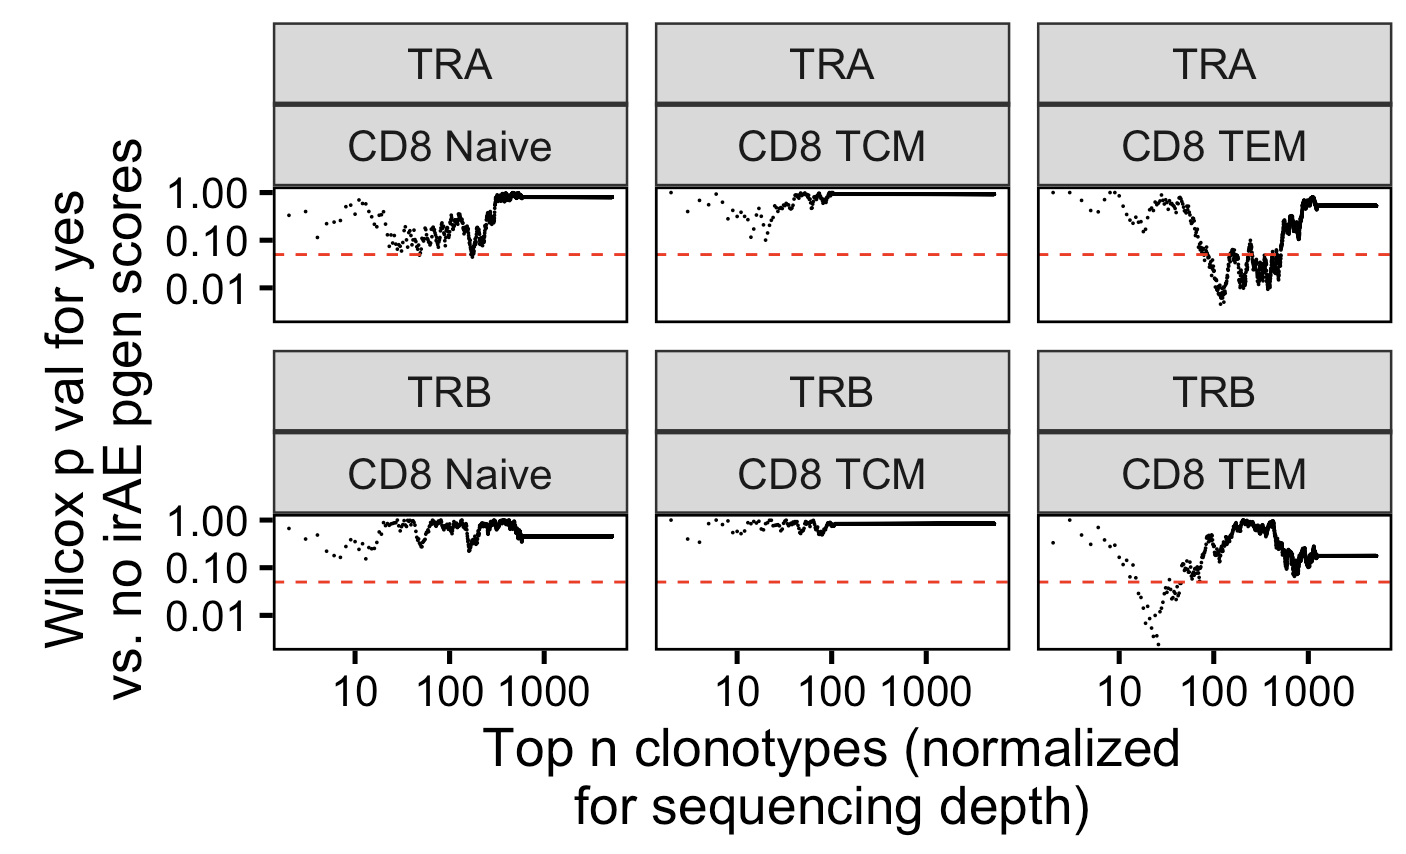 TRA
TRA
TRA
CD8 Naive
CD8 TCM
CD8 TEM
1.00
0.10
0.01
TRB
TRB
TRB
CD8 Naive
CD8 TCM
CD8 TEM
1.00
0.10
0.01
10 100 1000
10 100 1000
10 100 1000
Top n clonotypes (normalized
for sequencing depth)
Wilcox p val for yes
vs. no irAE pgen scores